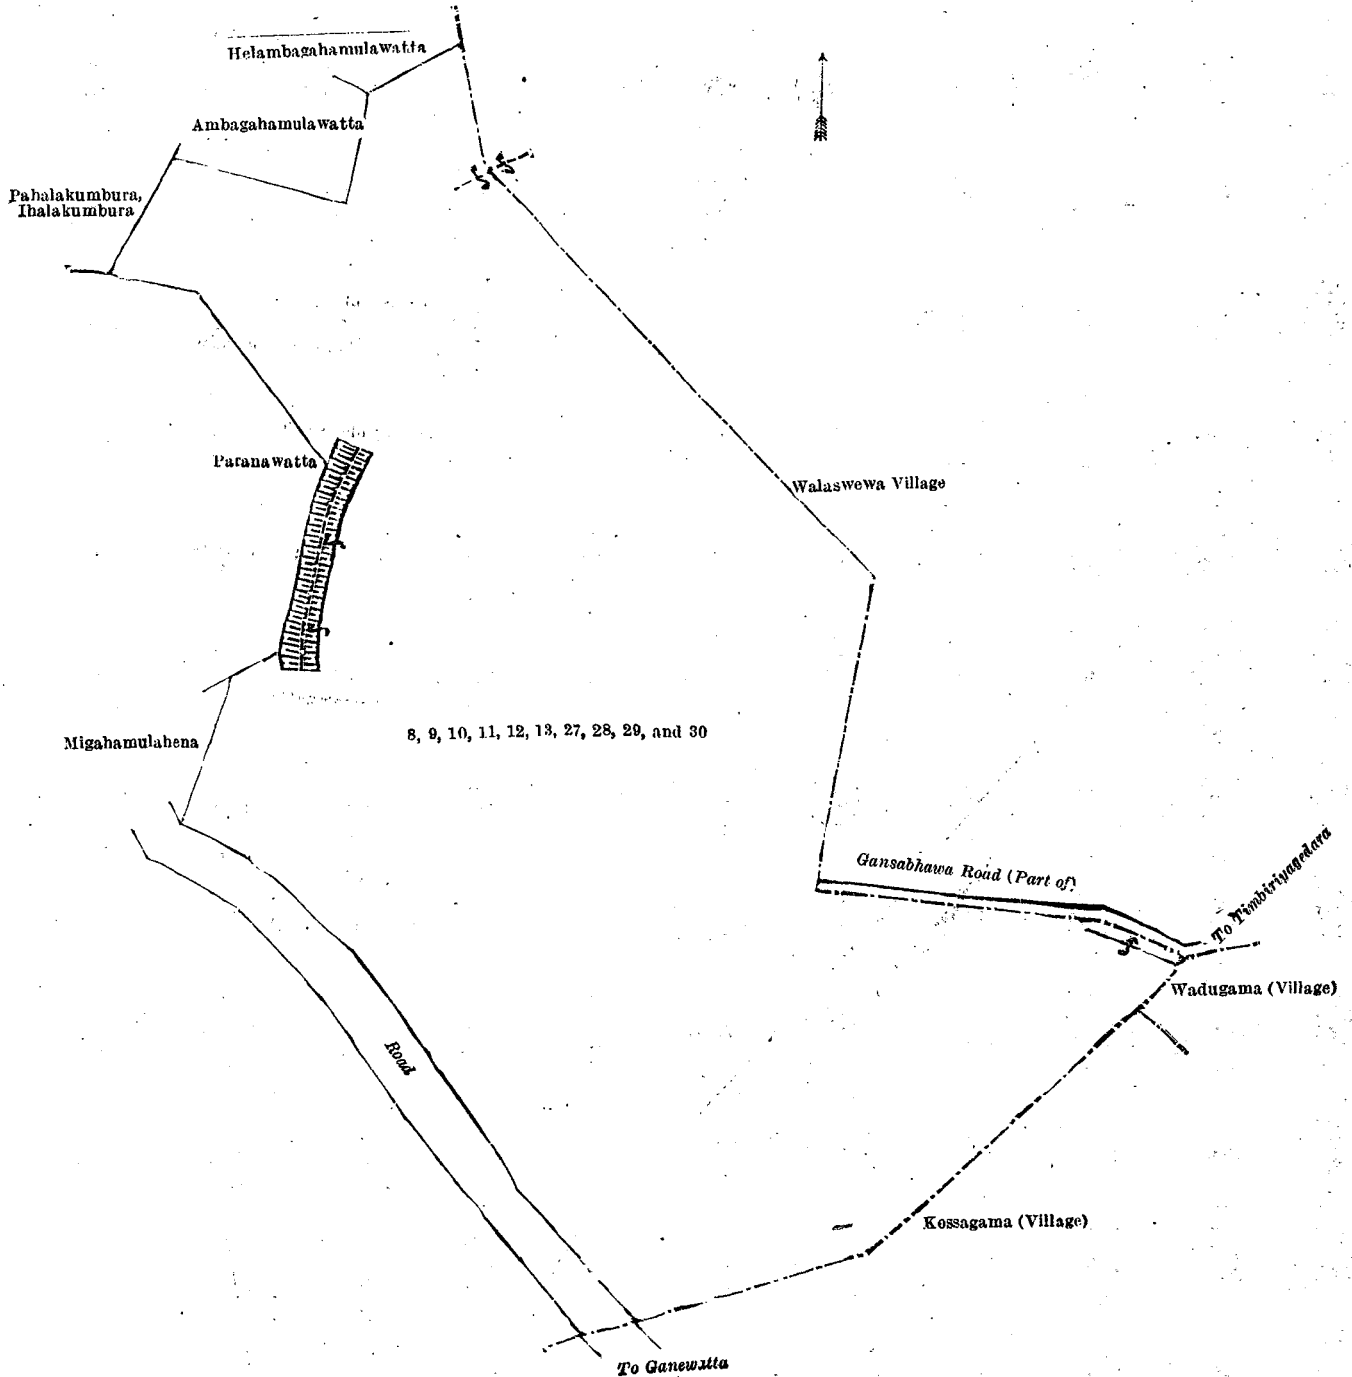 Helambagahamulawatta
Ambagahamulawatta
Pahalakumbura,
Ihalakumbura
Paranawatta
Walaswewa Village
Migahamulahena
8, 9, 10, 11, 12, 13, 27, 28, 29, and 30
Gansabhawa Road (Part of)
To Timbiriyagedara
Wadugama (Village)
Road
Kossagama (Village)
To Ganewatta